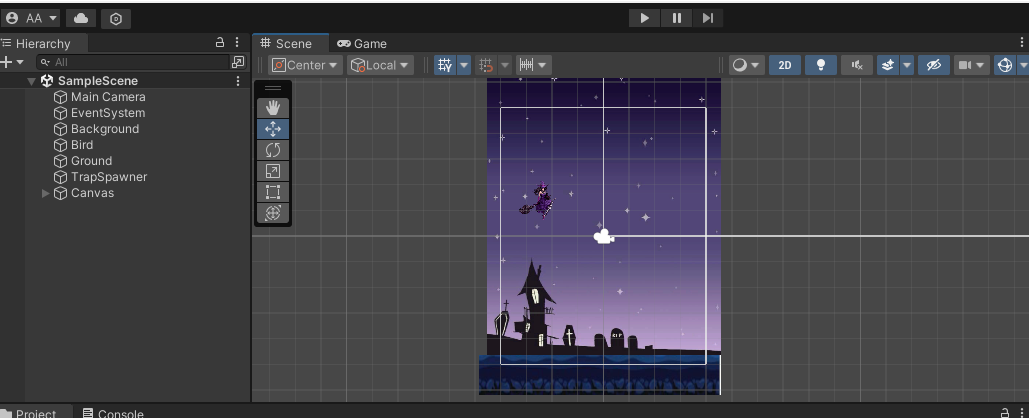 AA
Hierarchy
Scene
Game
All
Center
Local
2D
SampleScene
Main Camera
EventSystem
Background
Bird
Ground
TrapSpawner
Canvas
Project
Console